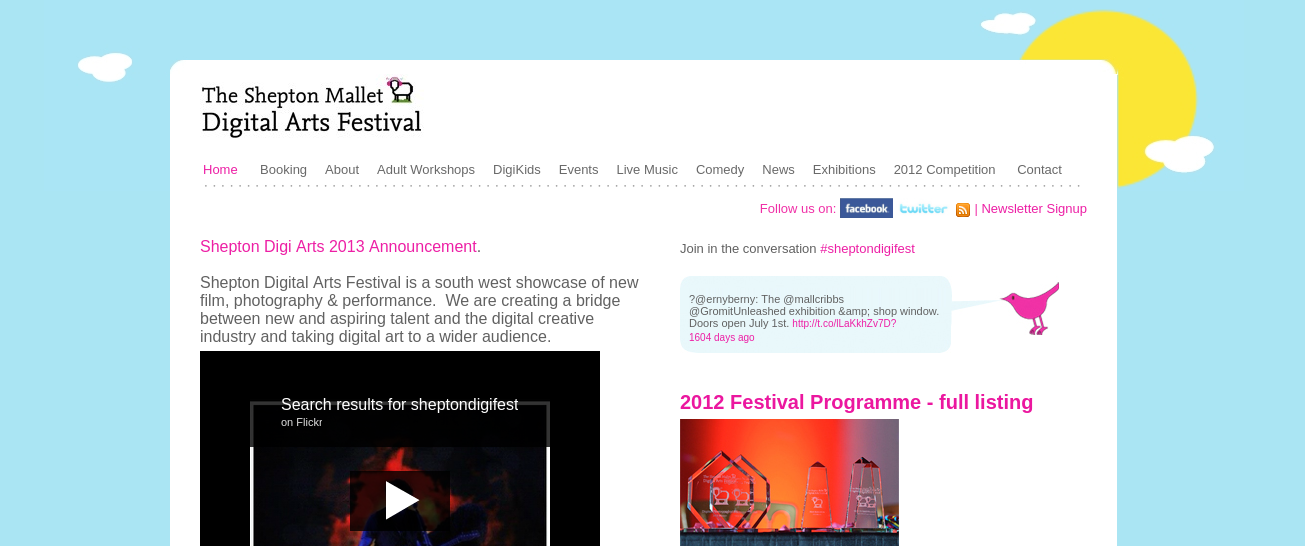 The Shepton Mallet
Digital Arts Festival
Home Booking About Adult Workshops DigiKids Events Live Music Comedy News Exhibitions 2012 Competition Contact
Follow us on: facebook twitter | Newsletter Signup
Shepton Digi Arts 2013 Announcement.
Shepton Digital Arts Festival is a south west showcase of new
film, photography & performance. We are creating a bridge
between new and aspiring talent and the digital creative
industry and taking digital art to a wider audience.
Search results for sheptondigifest
on Flickr
Join in the conversation #sheptondigifest
?@ernyberny: The @mallcribbs
@GromitUnleashed exhibition &amp; shop window.
Doors open July 1st. http://t.co/lLaKkhZv7D?
1604 days ago
2012 Festival Programme - full listing